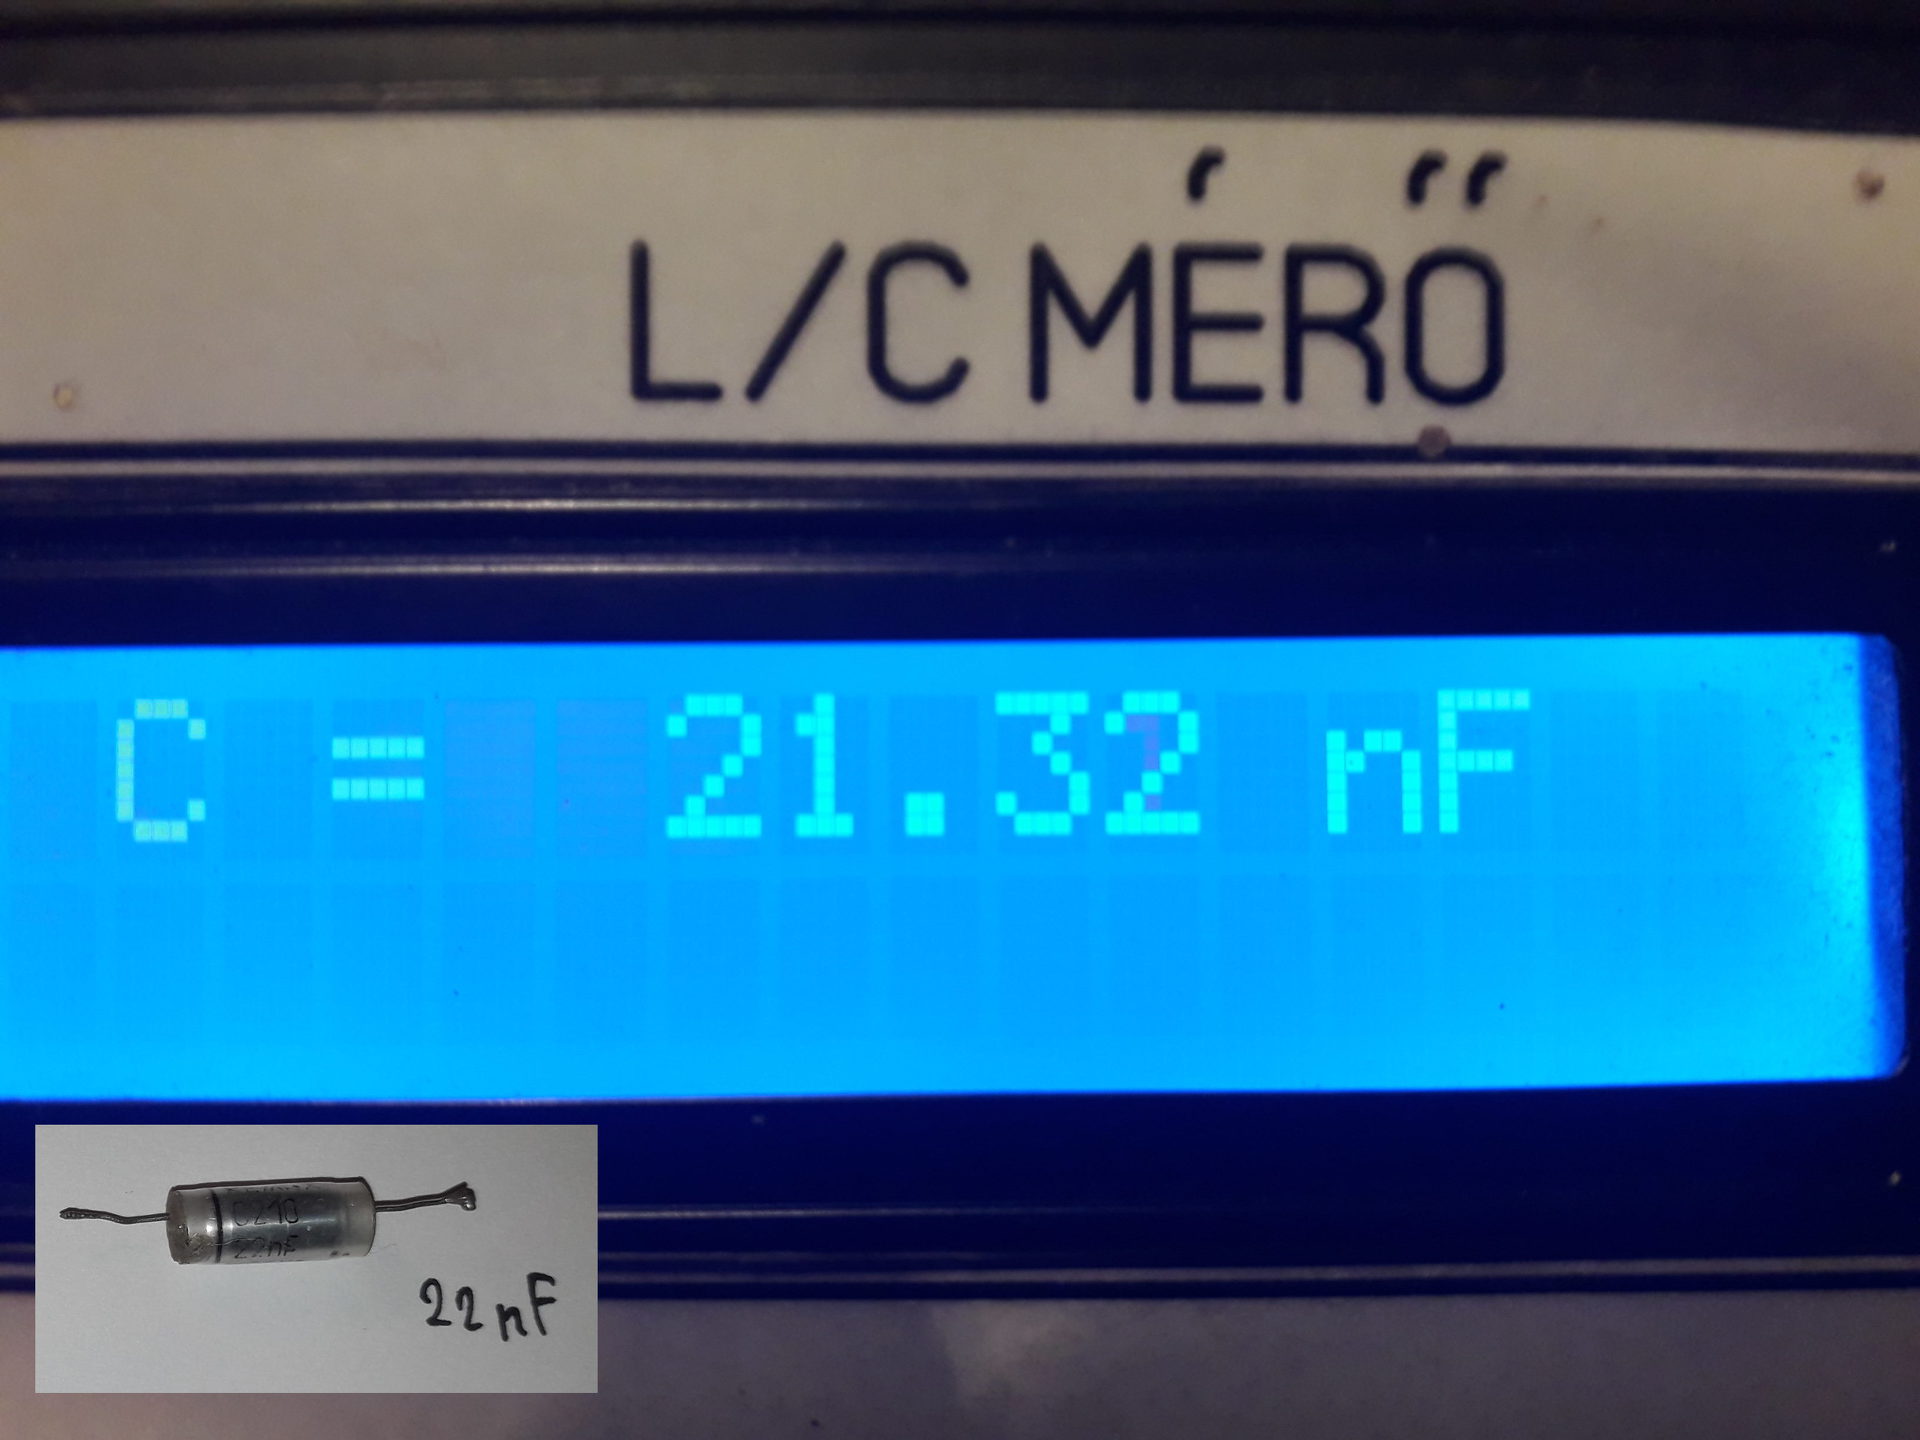 L/C MÉRŐ
C = 21.32 nF
C210
22nF
22 nF